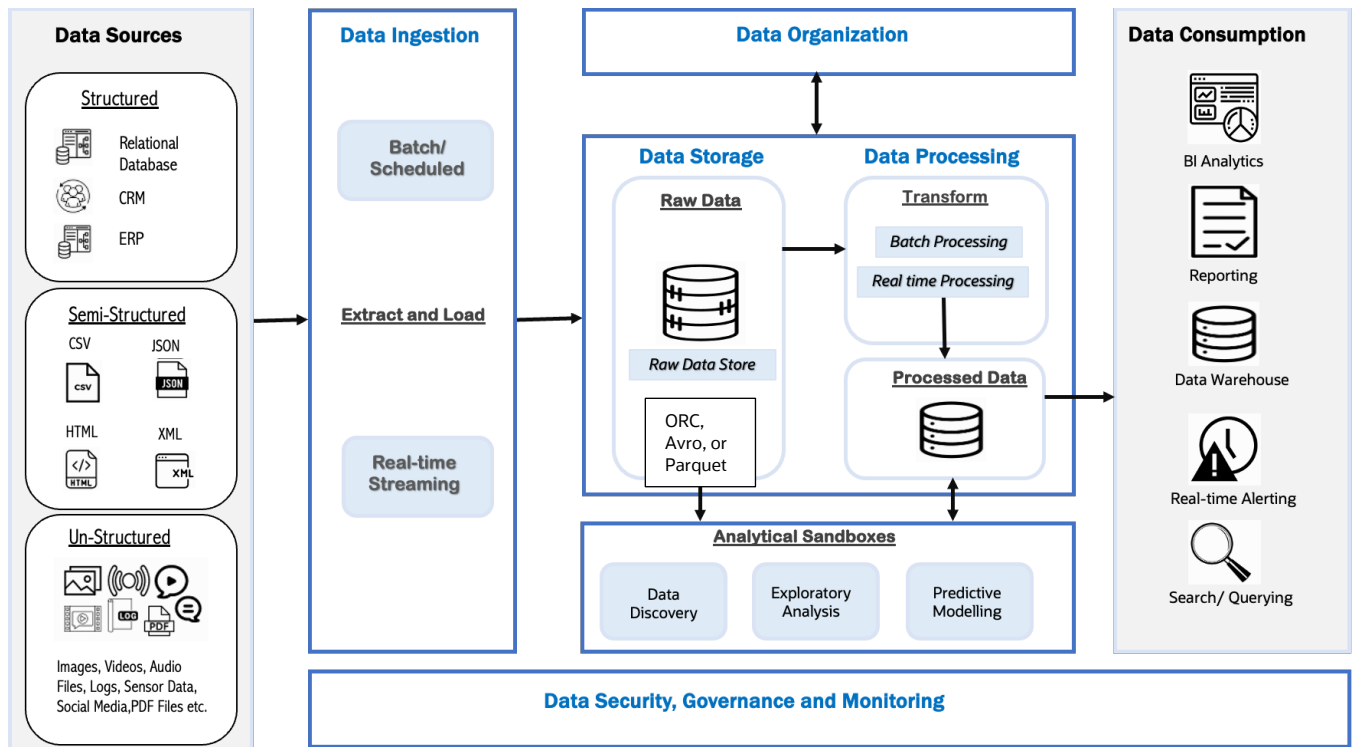 Data Sources
Structured
Relational
Database
CRM
ERP
Semi-Structured
CSV
JSON
CSV
JSON
HTML
XML
</>
HTML
XML
Un-Structured
LOG
PDF
Images, Videos, Audio
Files, Logs, Sensor Data,
Social Media,PDF Files etc.
Data Ingestion
Batch/
Scheduled
Extract and Load
Real-time
Streaming
Data Organization
Data Storage
Raw Data
Raw Data Store
ORC,
Avro, or
Parquet
Data Processing
Transform
Batch Processing
Real time Processing
Processed Data
Analytical Sandboxes
Data
Discovery
Exploratory
Analysis
Predictive
Modelling
Data Consumption
BI Analytics
Reporting
Data Warehouse
Real-time Alerting
Search/ Querying
Data Security, Governance and Monitoring